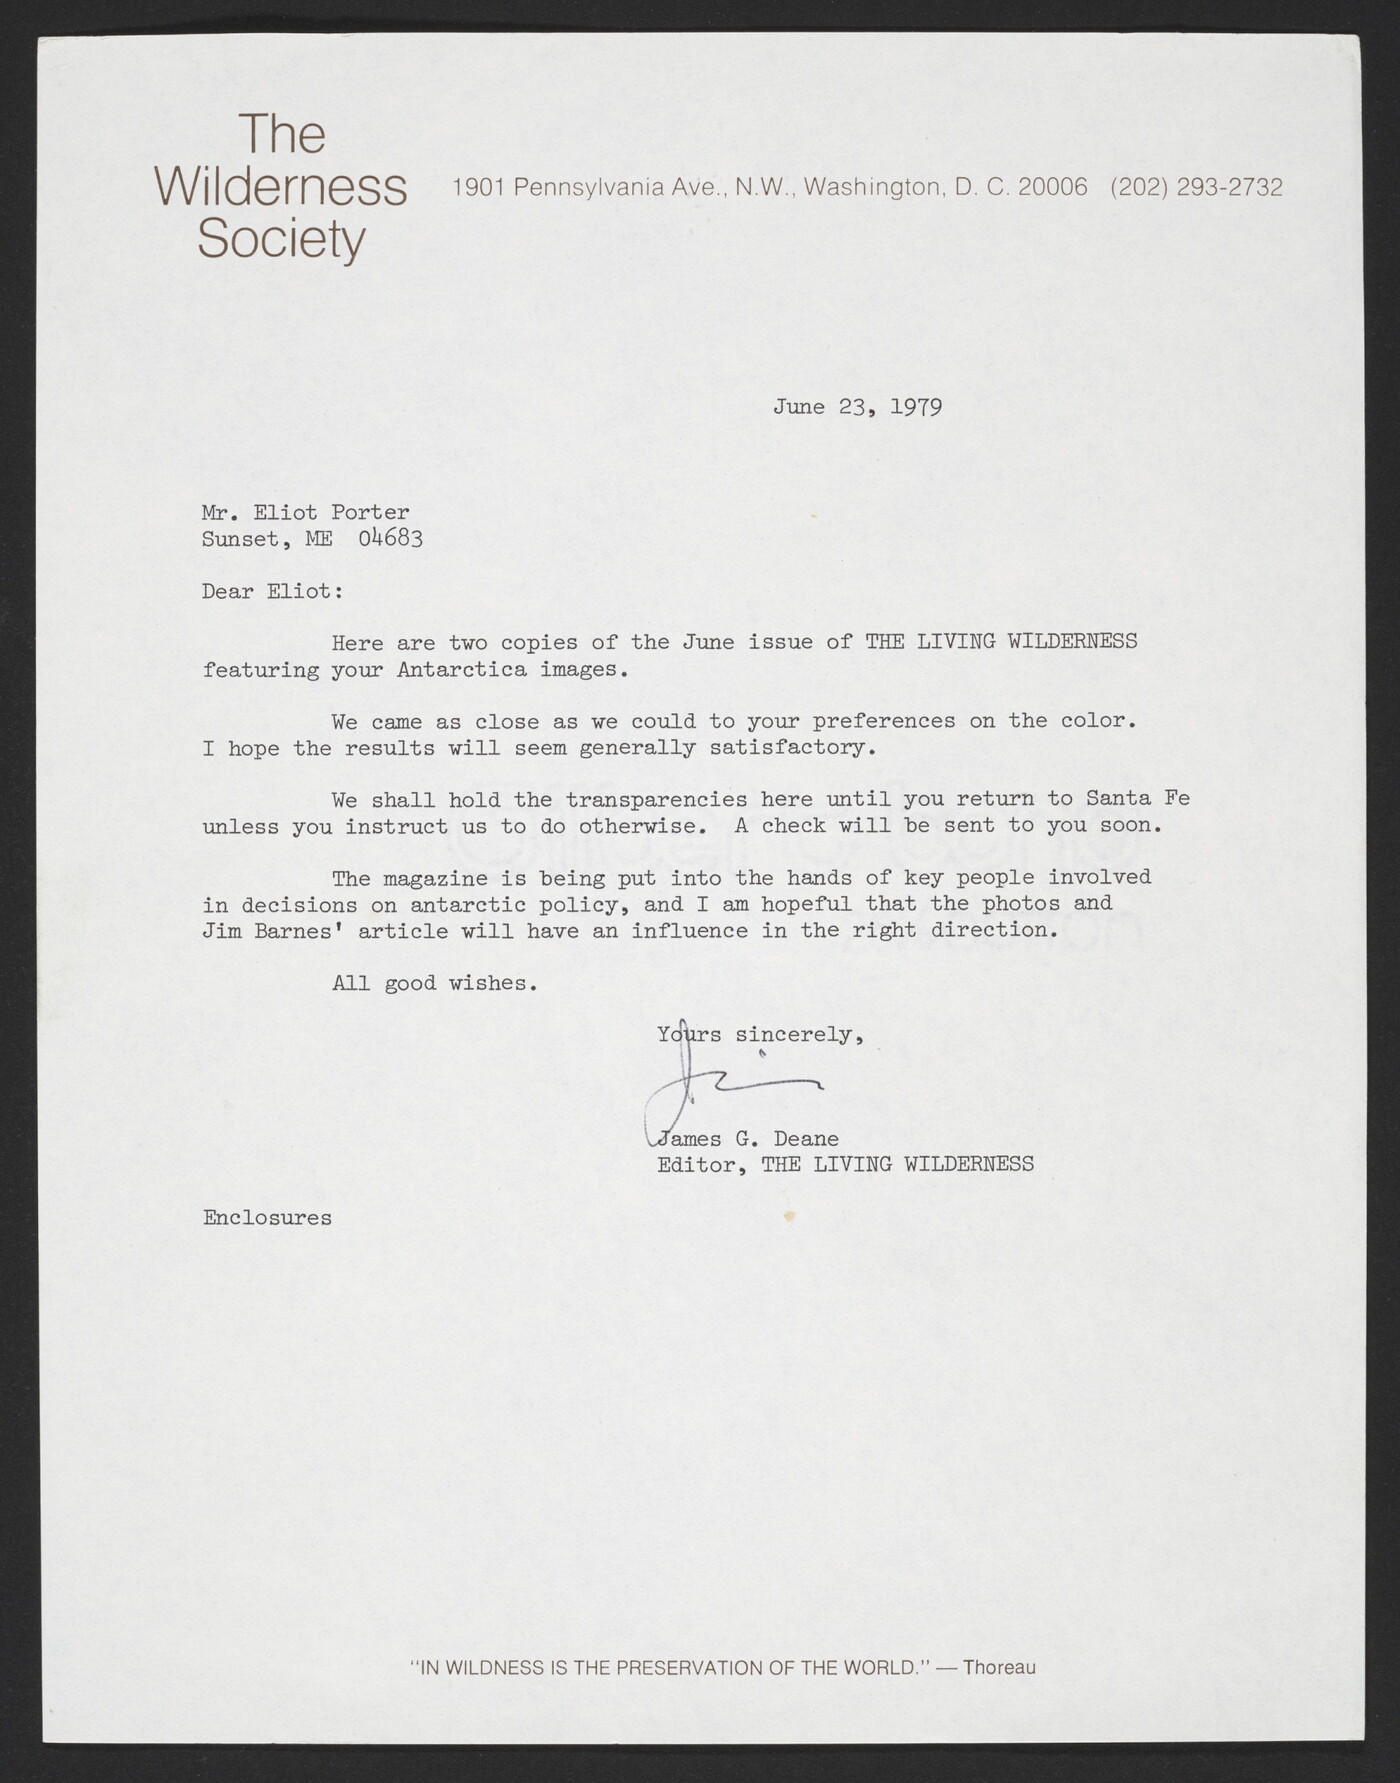 The
Wilderness
Society
1901 Pennsylvania Ave., N.W., Washington, D. C. 20006 (202) 293-2732
June 23, 1979
Mr. Eliot Porter
Sunset, ME 04683
Dear Eliot:
Here are two copies of the June issue of THE LIVING WILDERNESS
featuring your Antarctica images.
We came as close as we could to your preferences on the color.
I hope the results will seem generally satisfactory.
We shall hold the transparencies here until you return to Santa Fe
unless you instruct us to do otherwise. A check will be sent to you soon.
The magazine is being put into the hands of key people involved
in decisions on antarctic policy, and I am hopeful that the photos and
Jim Barnes' article will have an influence in the right direction.
All good wishes.
Yours sincerely,
Jim
James G. Deane
Editor, THE LIVING WILDERNESS
Enclosures
"IN WILDNESS IS THE PRESERVATION OF THE WORLD." — Thoreau